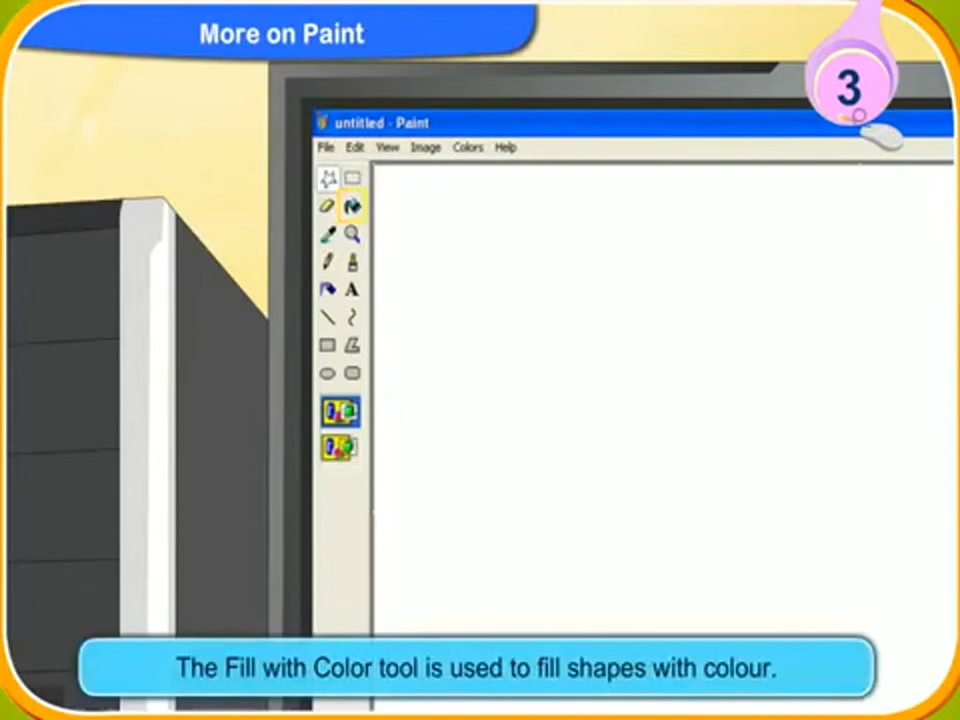 More on Paint
3
untitled - Paint
File Edit View Image Colors Help
A
The Fill with Color tool is used to fill shapes with colour.